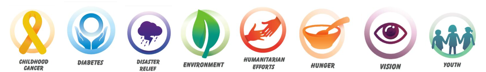 CHILDHOOD
CANCER
DIABETES
DISASTER
RELIEF
ENVIRONMENT
HUMANITARIAN
EFFORTS
HUNGER
VISION
YOUTH